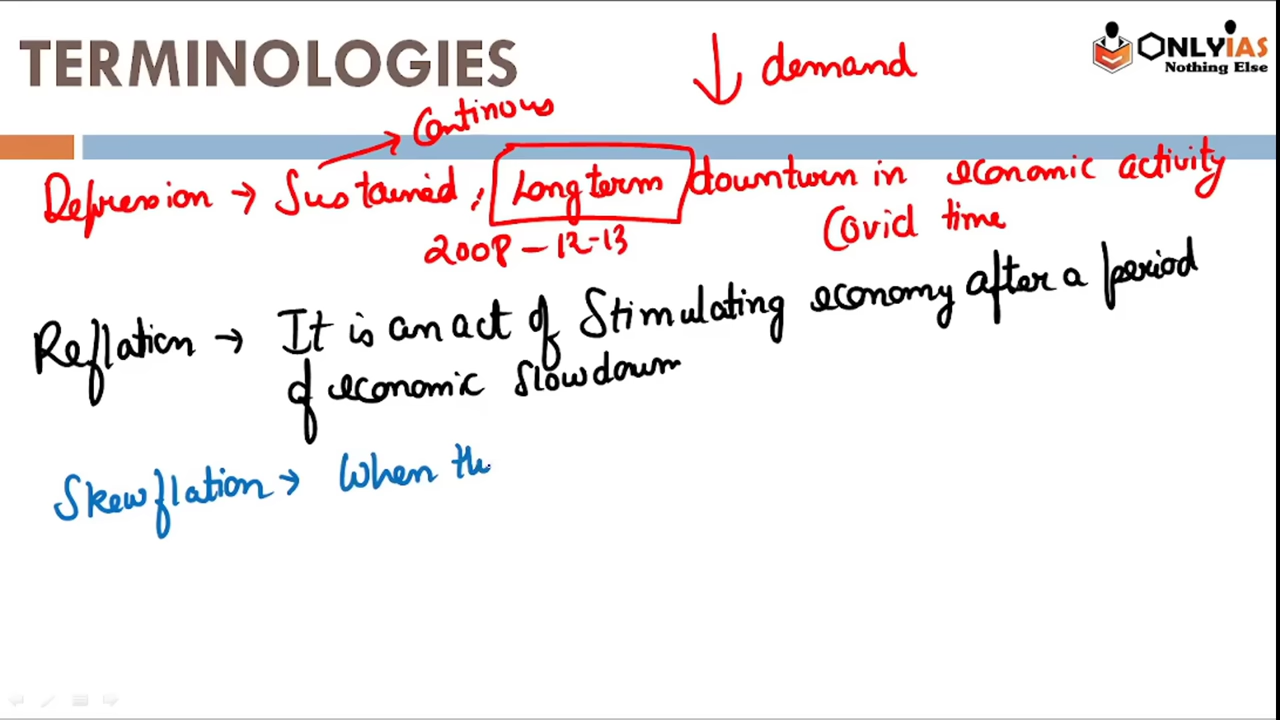 TERMINOLOGIES
↓ demand
ONLYIAS
Nothing Else
→ Continous
Depression → Sustained, Long term downturn in economic activity
2008 - 12-13
Covid time
Reflation → It is an act of Stimulating economy after a period
of economic slowdown
Skewflation → When the